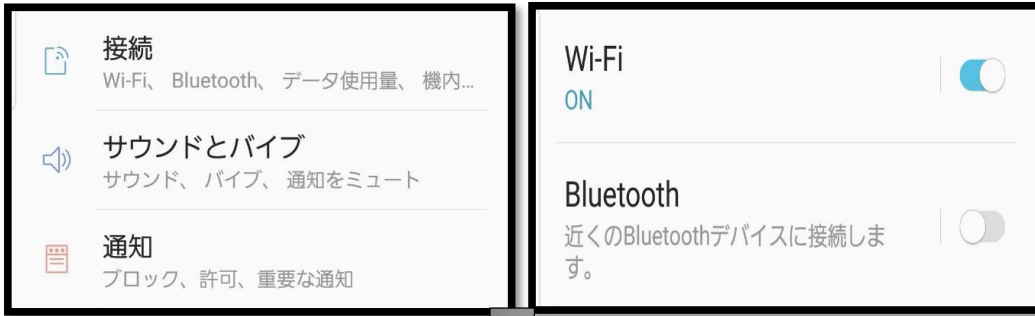 接続
Wi-Fi、 Bluetooth、 データ使用量、 機内...
サウンドとバイブ
サウンド、 バイブ、 通知をミュート
通知
ブロック、許可、重要な通知
Wi-Fi
ON
Bluetooth
近くのBluetoothデバイスに接続しま
す。